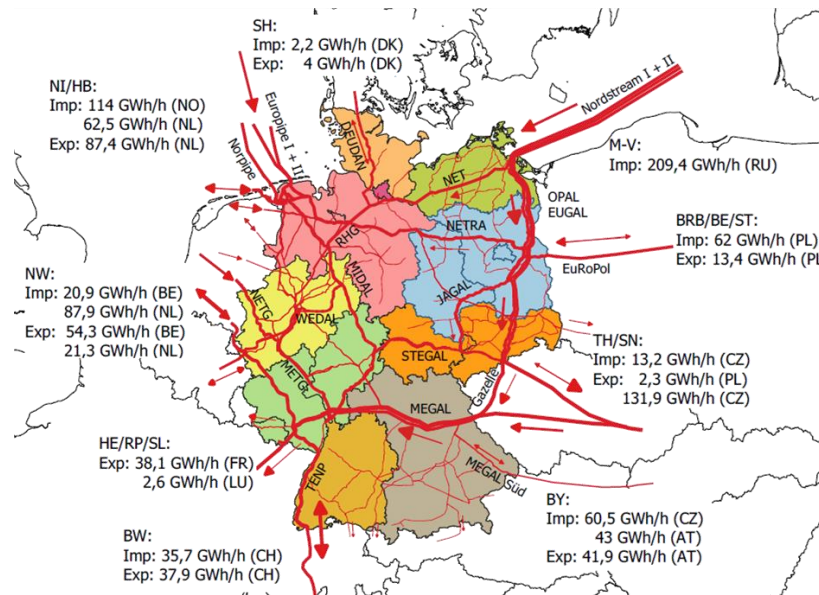 SH:
Imp: 2,2 GWh/h (DK)
Exp: 4 GWh/h (DK)
NI/HB:
Imp: 114 GWh/h (NO)
62,5 GWh/h (NL)
Exp: 87,4 GWh/h (NL)
Europipe I + II
Norpipe
Nordstream I + II
DEUDAN
NET
M-V:
Imp: 209,4 GWh/h (RU)
OPAL
EUGAL
RHG
NETRA
BRB/BE/ST:
Imp: 62 GWh/h (PL)
Exp: 13,4 GWh/h (PL
EuRoPol
MIDAL
JAGAL
NW:
Imp: 20,9 GWh/h (BE)
87,9 GWh/h (NL)
Exp: 54,3 GWh/h (BE)
21,3 GWh/h (NL)
NETG
WEDAL
STEGAL
TH/SN:
Imp: 13,2 GWh/h (CZ)
Exp: 2,3 GWh/h (PL)
131,9 GWh/h (CZ)
METG
Gazelle
MEGAL
HE/RP/SL:
Exp: 38,1 GWh/h (FR)
2,6 GWh/h (LU)
TENP
MEGAL Süd
BY:
Imp: 60,5 GWh/h (CZ)
43 GWh/h (AT)
Exp: 41,9 GWh/h (AT)
BW:
Imp: 35,7 GWh/h (CH)
Exp: 37,9 GWh/h (CH)